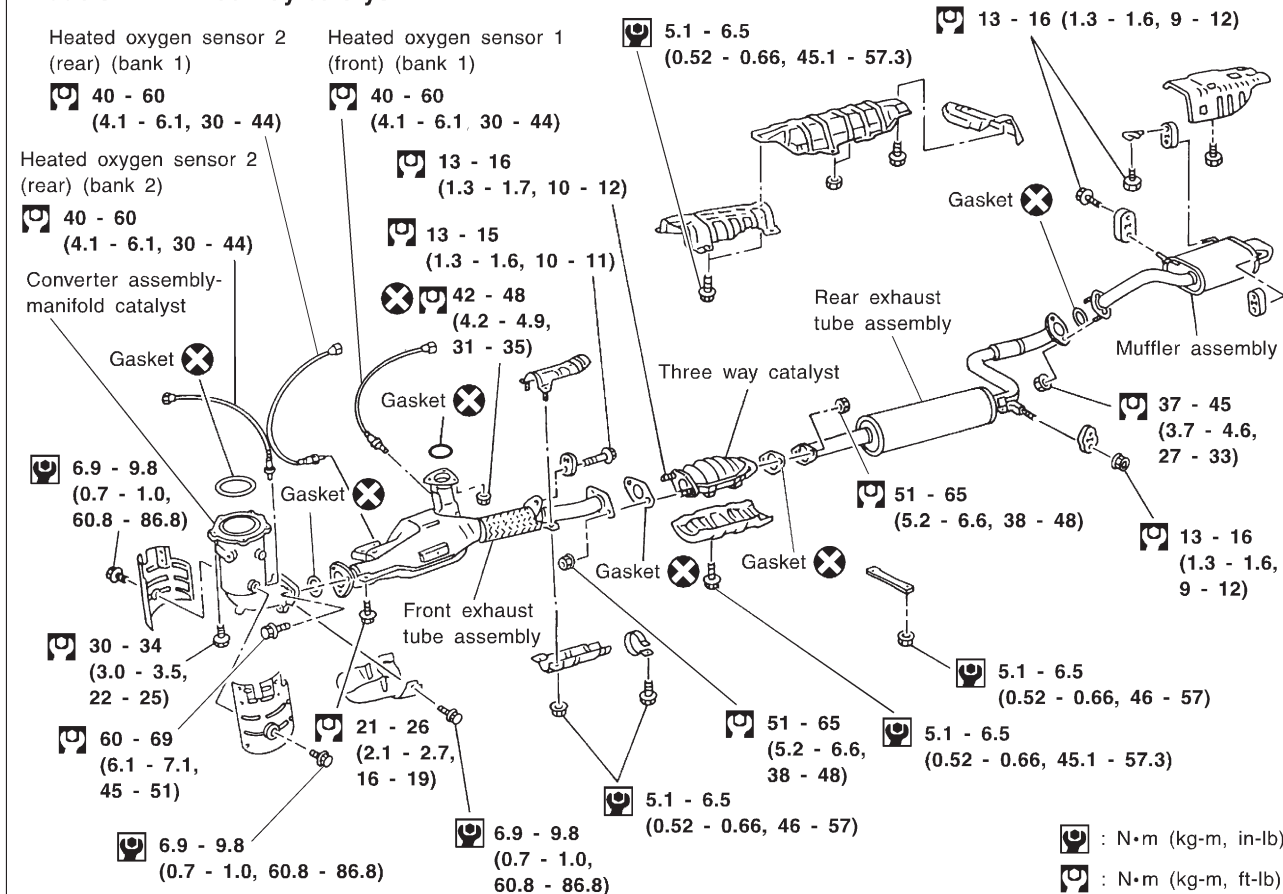 Heated oxygen sensor 2
(rear) (bank 1)
40 - 60
(4.1 - 6.1, 30 - 44)
Heated oxygen sensor 1
(front) (bank 1)
40 - 60
(4.1 - 6.1, 30 - 44)
5.1 - 6.5
(0.52 - 0.66, 45.1 - 57.3)
13 - 16 (1.3 - 1.6, 9 - 12)
Heated oxygen sensor 2
(rear) (bank 2)
40 - 60
(4.1 - 6.1, 30 - 44)
13 - 16
(1.3 - 1.7, 10 - 12)
13 - 15
(1.3 - 1.6, 10 - 11)
42 - 48
(4.2 - 4.9,
31 - 35)
Gasket
Converter assembly-
manifold catalyst
Gasket
Gasket
Gasket
Rear exhaust
tube assembly
Three way catalyst
Muffler assembly
37 - 45
(3.7 - 4.6,
27 - 33)
6.9 - 9.8
(0.7 - 1.0,
60.8 - 86.8)
51 - 65
(5.2 - 6.6, 38 - 48)
13 - 16
(1.3 - 1.6,
9 - 12)
Gasket
Gasket
Front exhaust
tube assembly
30 - 34
(3.0 - 3.5,
22 - 25)
60 - 69
(6.1 - 7.1,
45 - 51)
21 - 26
(2.1 - 2.7,
16 - 19)
51 - 65
(5.2 - 6.6,
38 - 48)
5.1 - 6.5
(0.52 - 0.66, 46 - 57)
5.1 - 6.5
(0.52 - 0.66, 45.1 - 57.3)
5.1 - 6.5
(0.52 - 0.66, 46 - 57)
6.9 - 9.8
(0.7 - 1.0, 60.8 - 86.8)
6.9 - 9.8
(0.7 - 1.0,
60.8 - 86.8)
: N•m (kg-m, in-lb)
: N•m (kg-m, ft-lb)